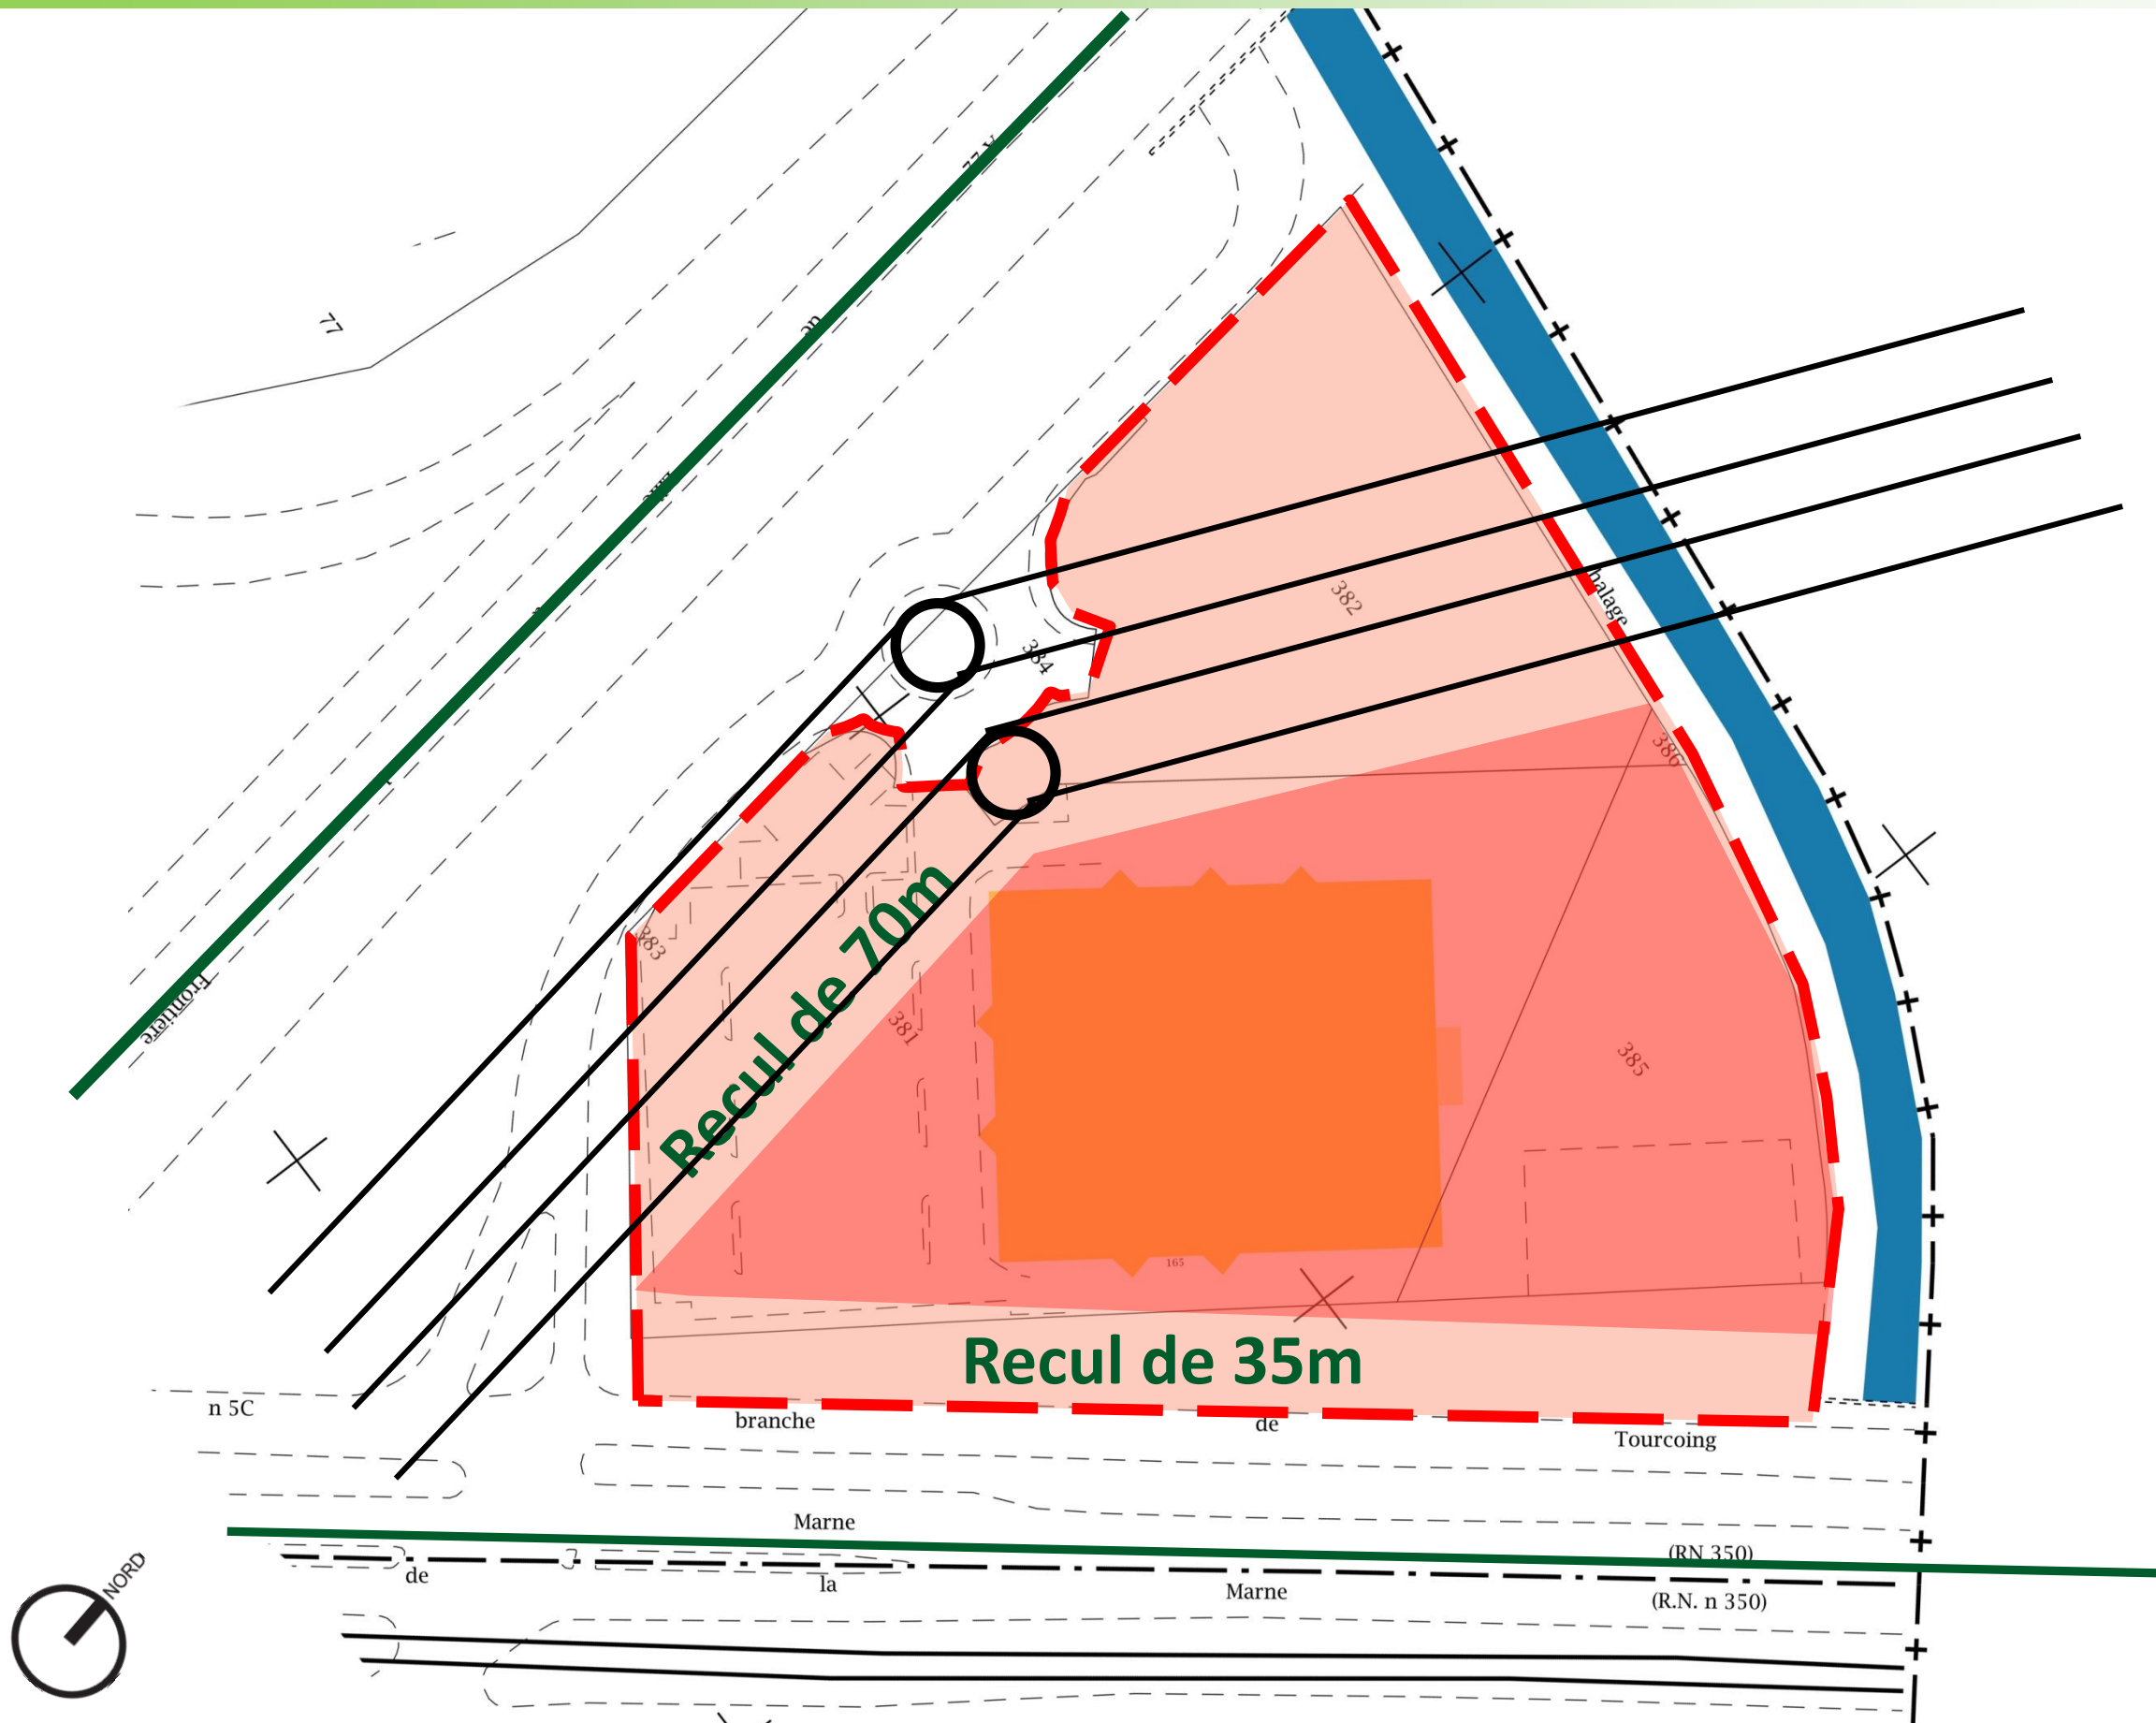 77
382
384
halage
386
383
Frontière
381
Recul de 70m
385
165
Recul de 35m
n 5C
branche
de
Tourcoing
Marne
(RN 350)
NORD
de
la
Marne
(R.N. n 350)